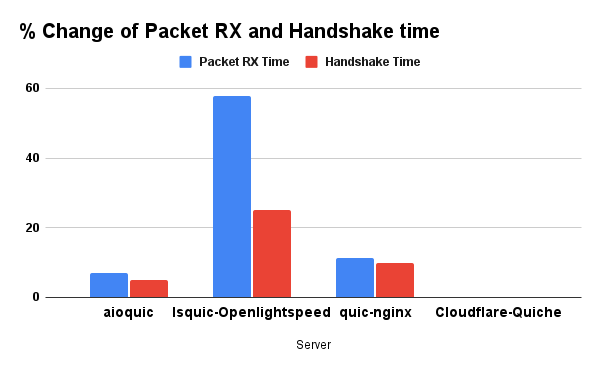 % Change of Packet RX and Handshake time
Packet RX Time Handshake Time
60
40
20
0
aioquic lsquic-Openlightspeed quic-nginx Cloudflare-Quiche
Server